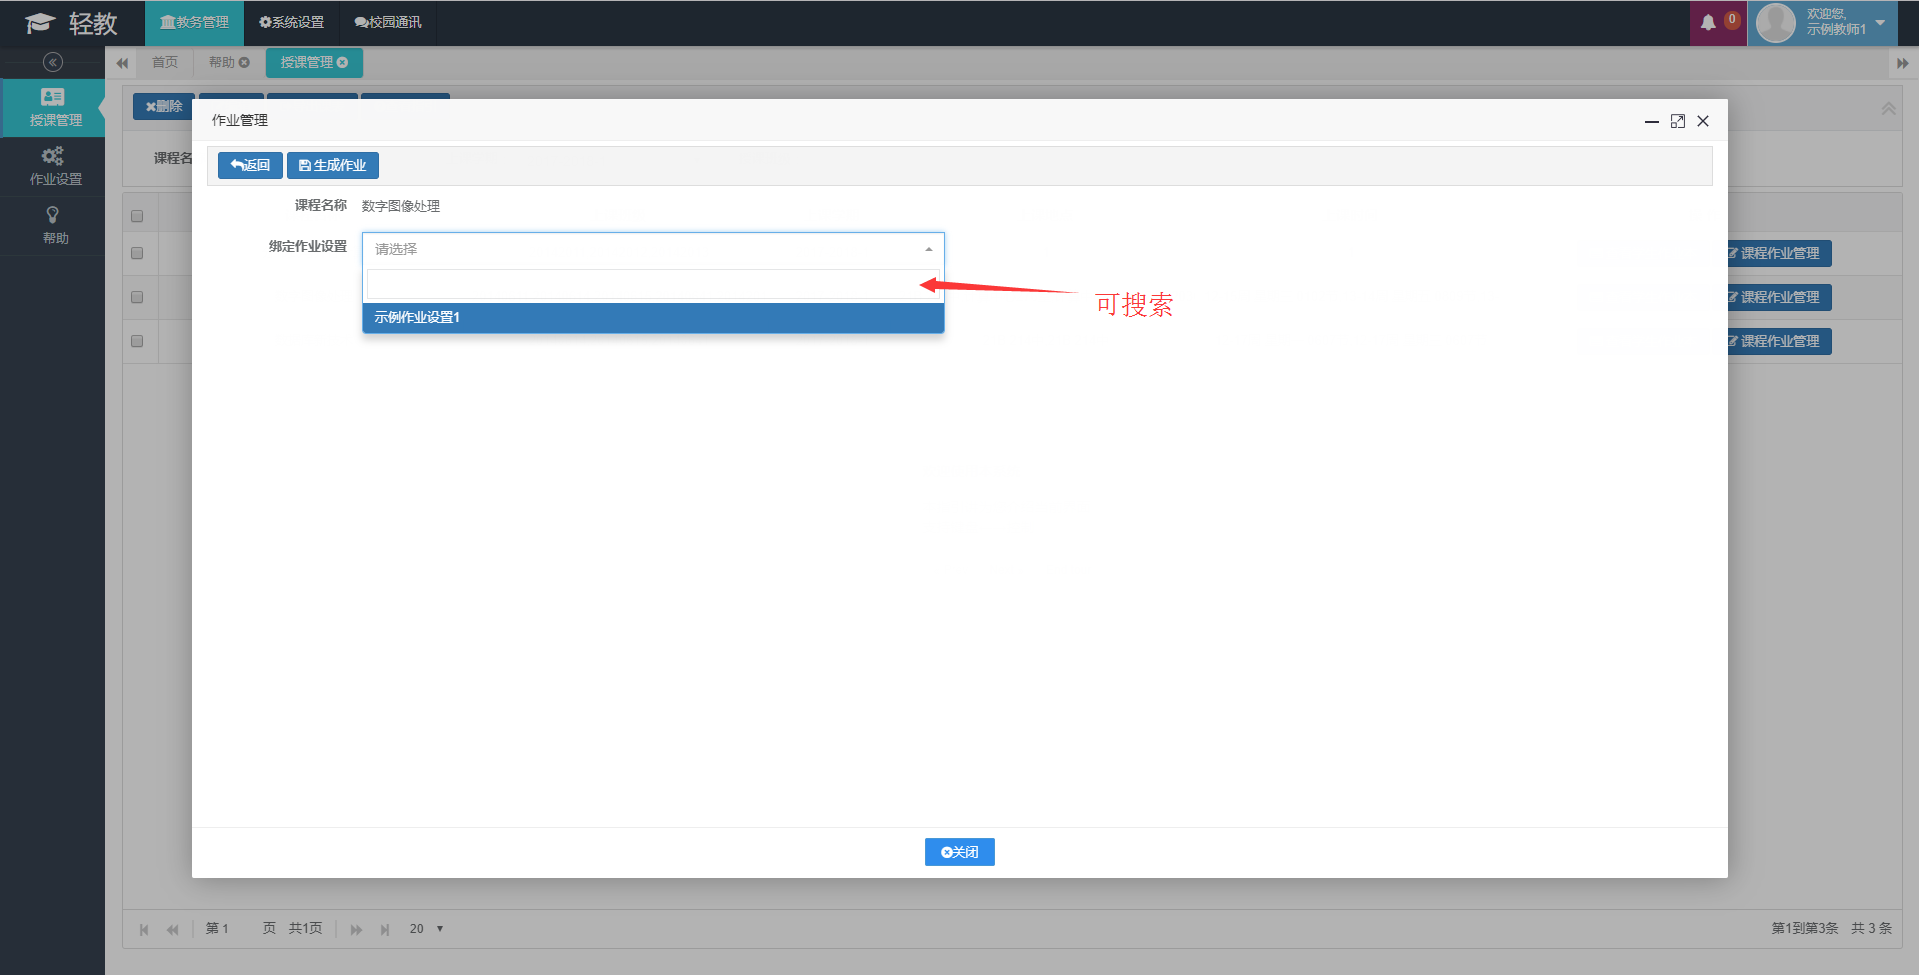 轻教
教务管理
系统设置
校园通讯
0
欢迎您,
示例教师1
首页
帮助
授课管理
授课管理
作业设置
帮助
删除
课程名
作业管理
返回
生成作业
课程名称 数字图像处理
绑定作业设置 请选择
可搜索
示例作业设置1
课程作业管理
课程作业管理
课程作业管理
关闭
第 1 页 共1页 20
第1到第3条 共 3 条